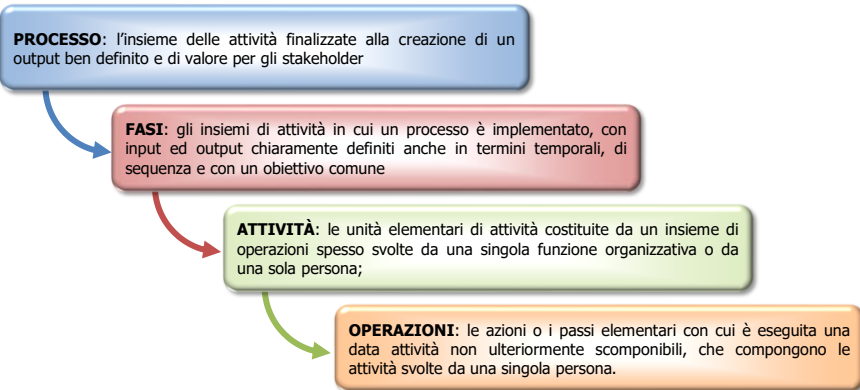 PROCESSO: l'insieme delle attività finalizzate alla creazione di un
output ben definito e di valore per gli stakeholder
FASI: gli insiemi di attività in cui un processo è implementato, con
input ed output chiaramente definiti anche in termini temporali, di
sequenza e con un obiettivo comune
ATTIVITÀ: le unità elementari di attività costituite da un insieme di
operazioni spesso svolte da una singola funzione organizzativa o da
una sola persona;
OPERAZIONI: le azioni o i passi elementari con cui è eseguita una
data attività non ulteriormente scomponibili, che compongono le
attività svolte da una singola persona.